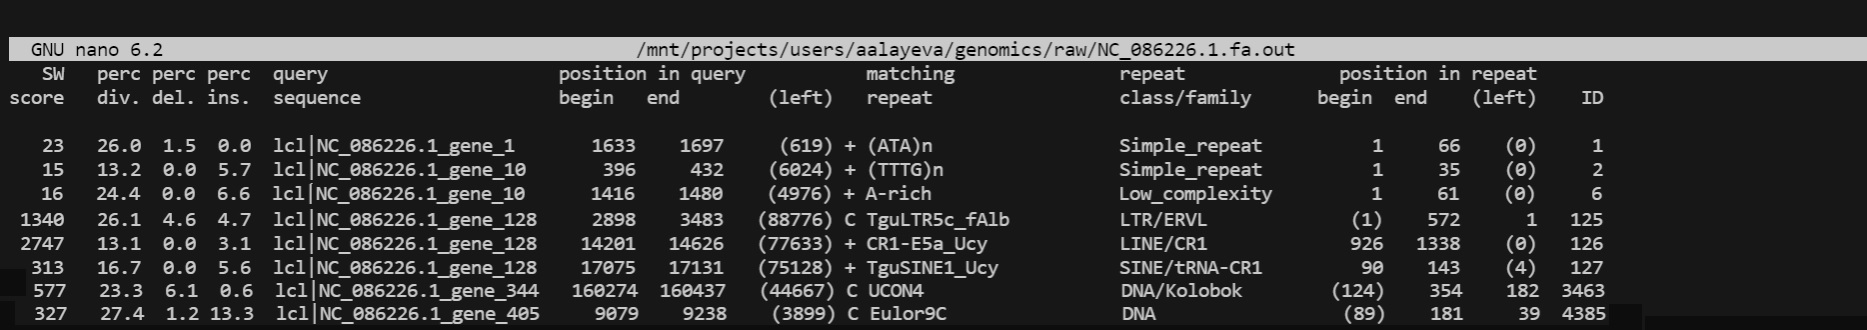 GNU nano 6.2 /mnt/projects/users/aalayeva/genomics/raw/NC_086226.1.fa.out
SW perc perc perc query position in query matching repeat position in repeat
score div. del. ins. sequence begin end (left) repeat class/family begin end (left) ID
23 26.0 1.5 0.0 lcl|NC_086226.1_gene_1 1633 1697 (619) + (ATA)n Simple_repeat 1 66 (0) 1
15 13.2 0.0 5.7 lcl|NC_086226.1_gene_10 396 432 (6024) + (TTTG)n Simple_repeat 1 35 (0) 2
16 24.4 0.0 6.6 lcl|NC_086226.1_gene_10 1416 1480 (4976) + A-rich Low_complexity 1 61 (0) 6
1340 26.1 4.6 4.7 lcl|NC_086226.1_gene_128 2898 3483 (88776) C TguLTR5c_fAlb LTR/ERVL (1) 572 1 125
2747 13.1 0.0 3.1 lcl|NC_086226.1_gene_128 14201 14626 (77633) + CR1-E5a_Ucy LINE/CR1 926 1338 (0) 126
313 16.7 0.0 5.6 lcl|NC_086226.1_gene_128 17075 17131 (75128) + TguSINE1_Ucy SINE/tRNA-CR1 90 143 (4) 127
577 23.3 6.1 0.6 lcl|NC_086226.1_gene_344 160274 160437 (44667) C UCON4 DNA/Kolobok (124) 354 182 3463
327 27.4 1.2 13.3 lcl|NC_086226.1_gene_405 9079 9238 (3899) C Eulor9C DNA (89) 181 39 4385